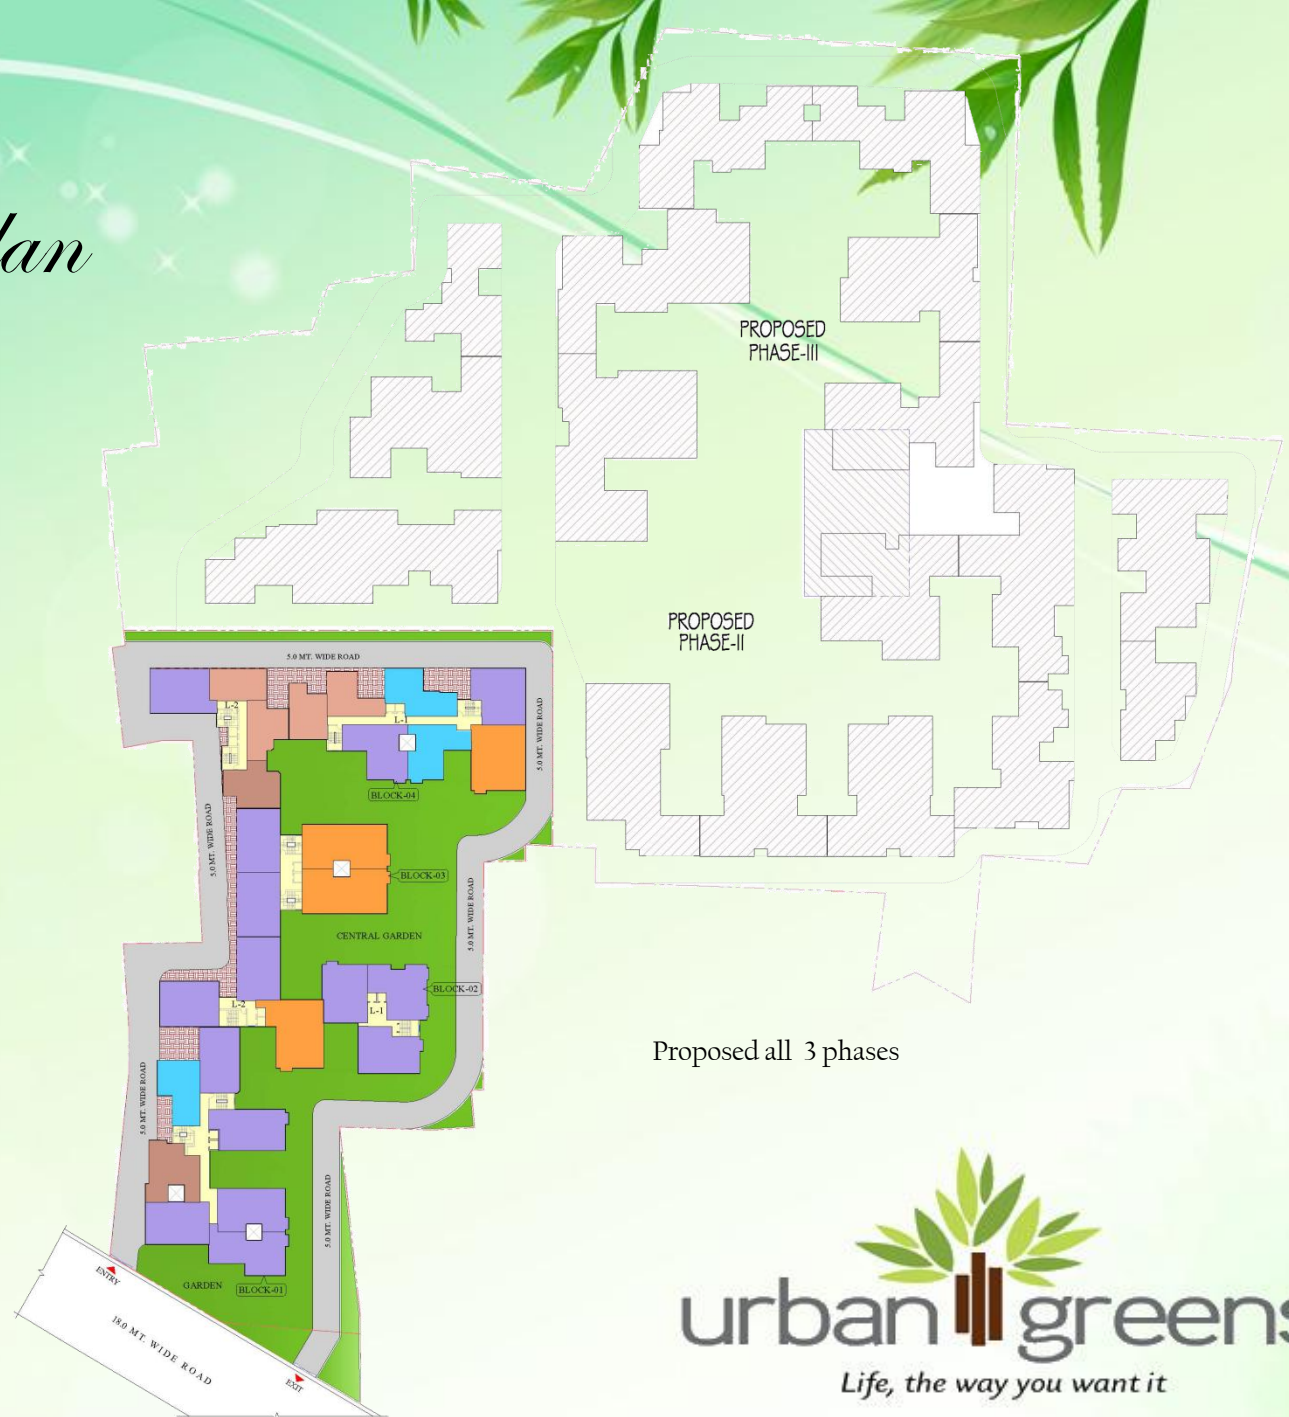 lan
PROPOSED
PHASE-III
PROPOSED
PHASE-II
5.0 MT. WIDE ROAD
L-2
L-1
5.0 MT. WIDE ROAD
BLOCK-04
5.0 MT. WIDE ROAD
BLOCK-03
5.0 MT. WIDE ROAD
CENTRAL GARDEN
BLOCK-02
L-2
L-1
5.0 MT. WIDE ROAD
5.0 MT. WIDE ROAD
GARDEN
BLOCK-01
ENTRY
18.0 MT. WIDE ROAD
EXIT
Proposed all 3 phases
urban greens
Life, the way you want it